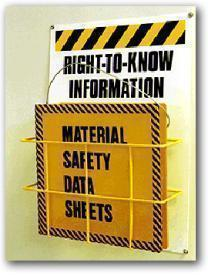 RIGHT-TO-KNOW
INFORMATION
MATERIAL
SAFETY
DATA
SHEETS